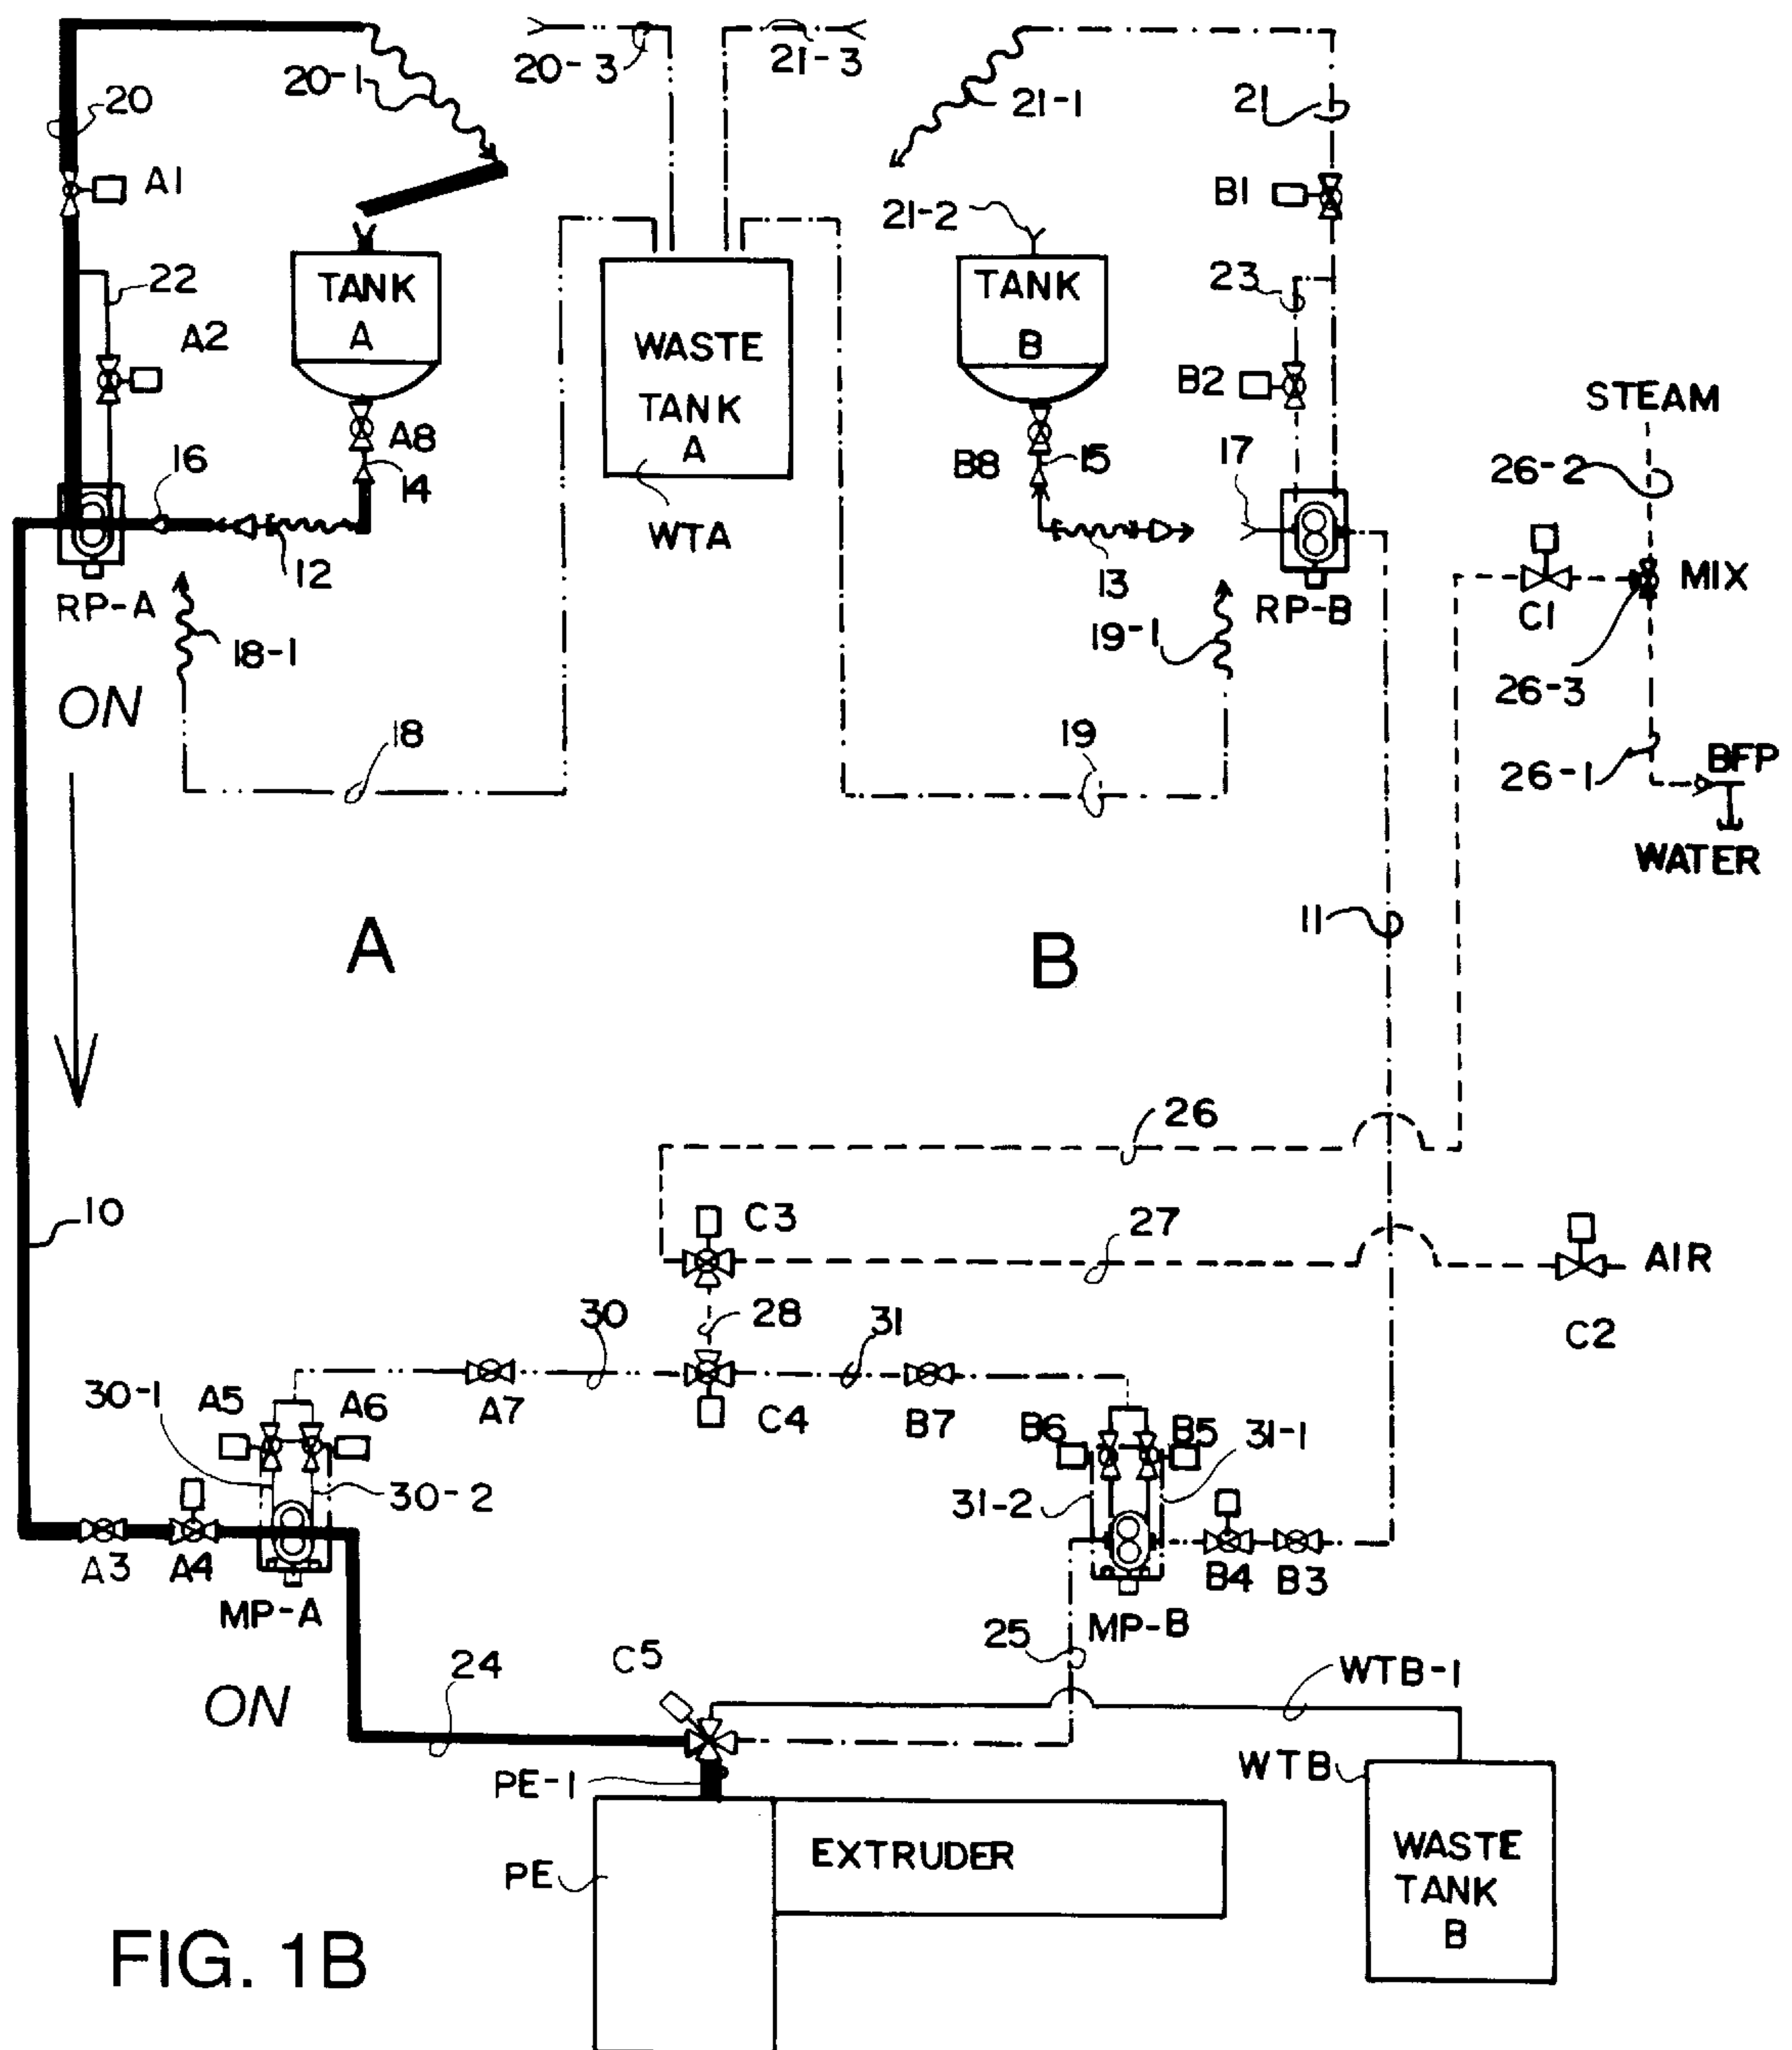 20-3
21-3
20-1
20
21-1
21
A1
B1
21-2
22
A2
TANK
A
WASTE
TANK
A
TANK
B
23
B2
STEAM
16
A8
14
B8
15
17
26-2
WTA
12
13
RP-A
RP-B
C1
MIX
18-1
19-1
26-3
ON
18
19
26-1
BFP
WATER
A
B
11
26
10
C3
27
AIR
30
28
31
C2
30-1
A5
A6
A7
C4
B7
B6
B5
31-1
30-2
31-2
A3
A4
B4
B3
MP-A
MP-B
25
C5
24
WTB-1
ON
PE-1
WTB
EXTRUDER
PE
WASTE
TANK
B
FIG. 1B